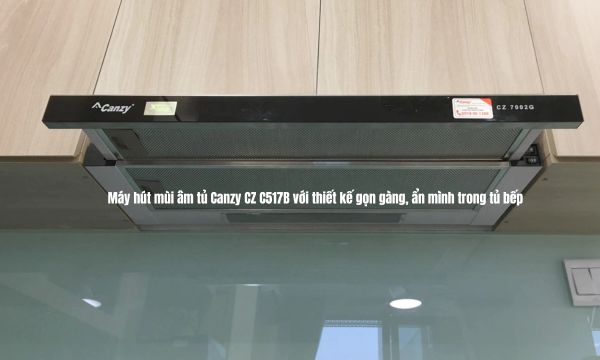 Canzy
CZ 7002G
Máy hút mùi âm tủ Canzy CZ C517B với thiết kế gọn gàng, ẩn mình trong tủ bếp